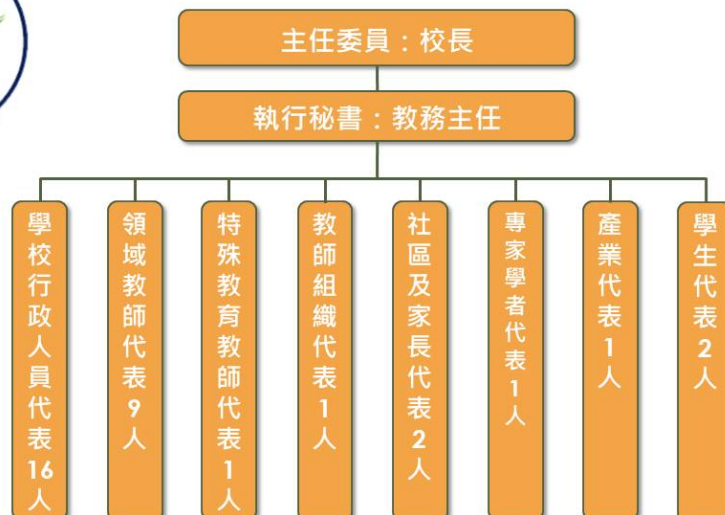 主任委員：校長
執行秘書：教務主任
學校行政人員代表16人
領域教師代表9人
特殊教育教師代表1人
教師組織代表1人
社區及家長代表2人
專家學者代表1人
產業代表1人
學生代表2人